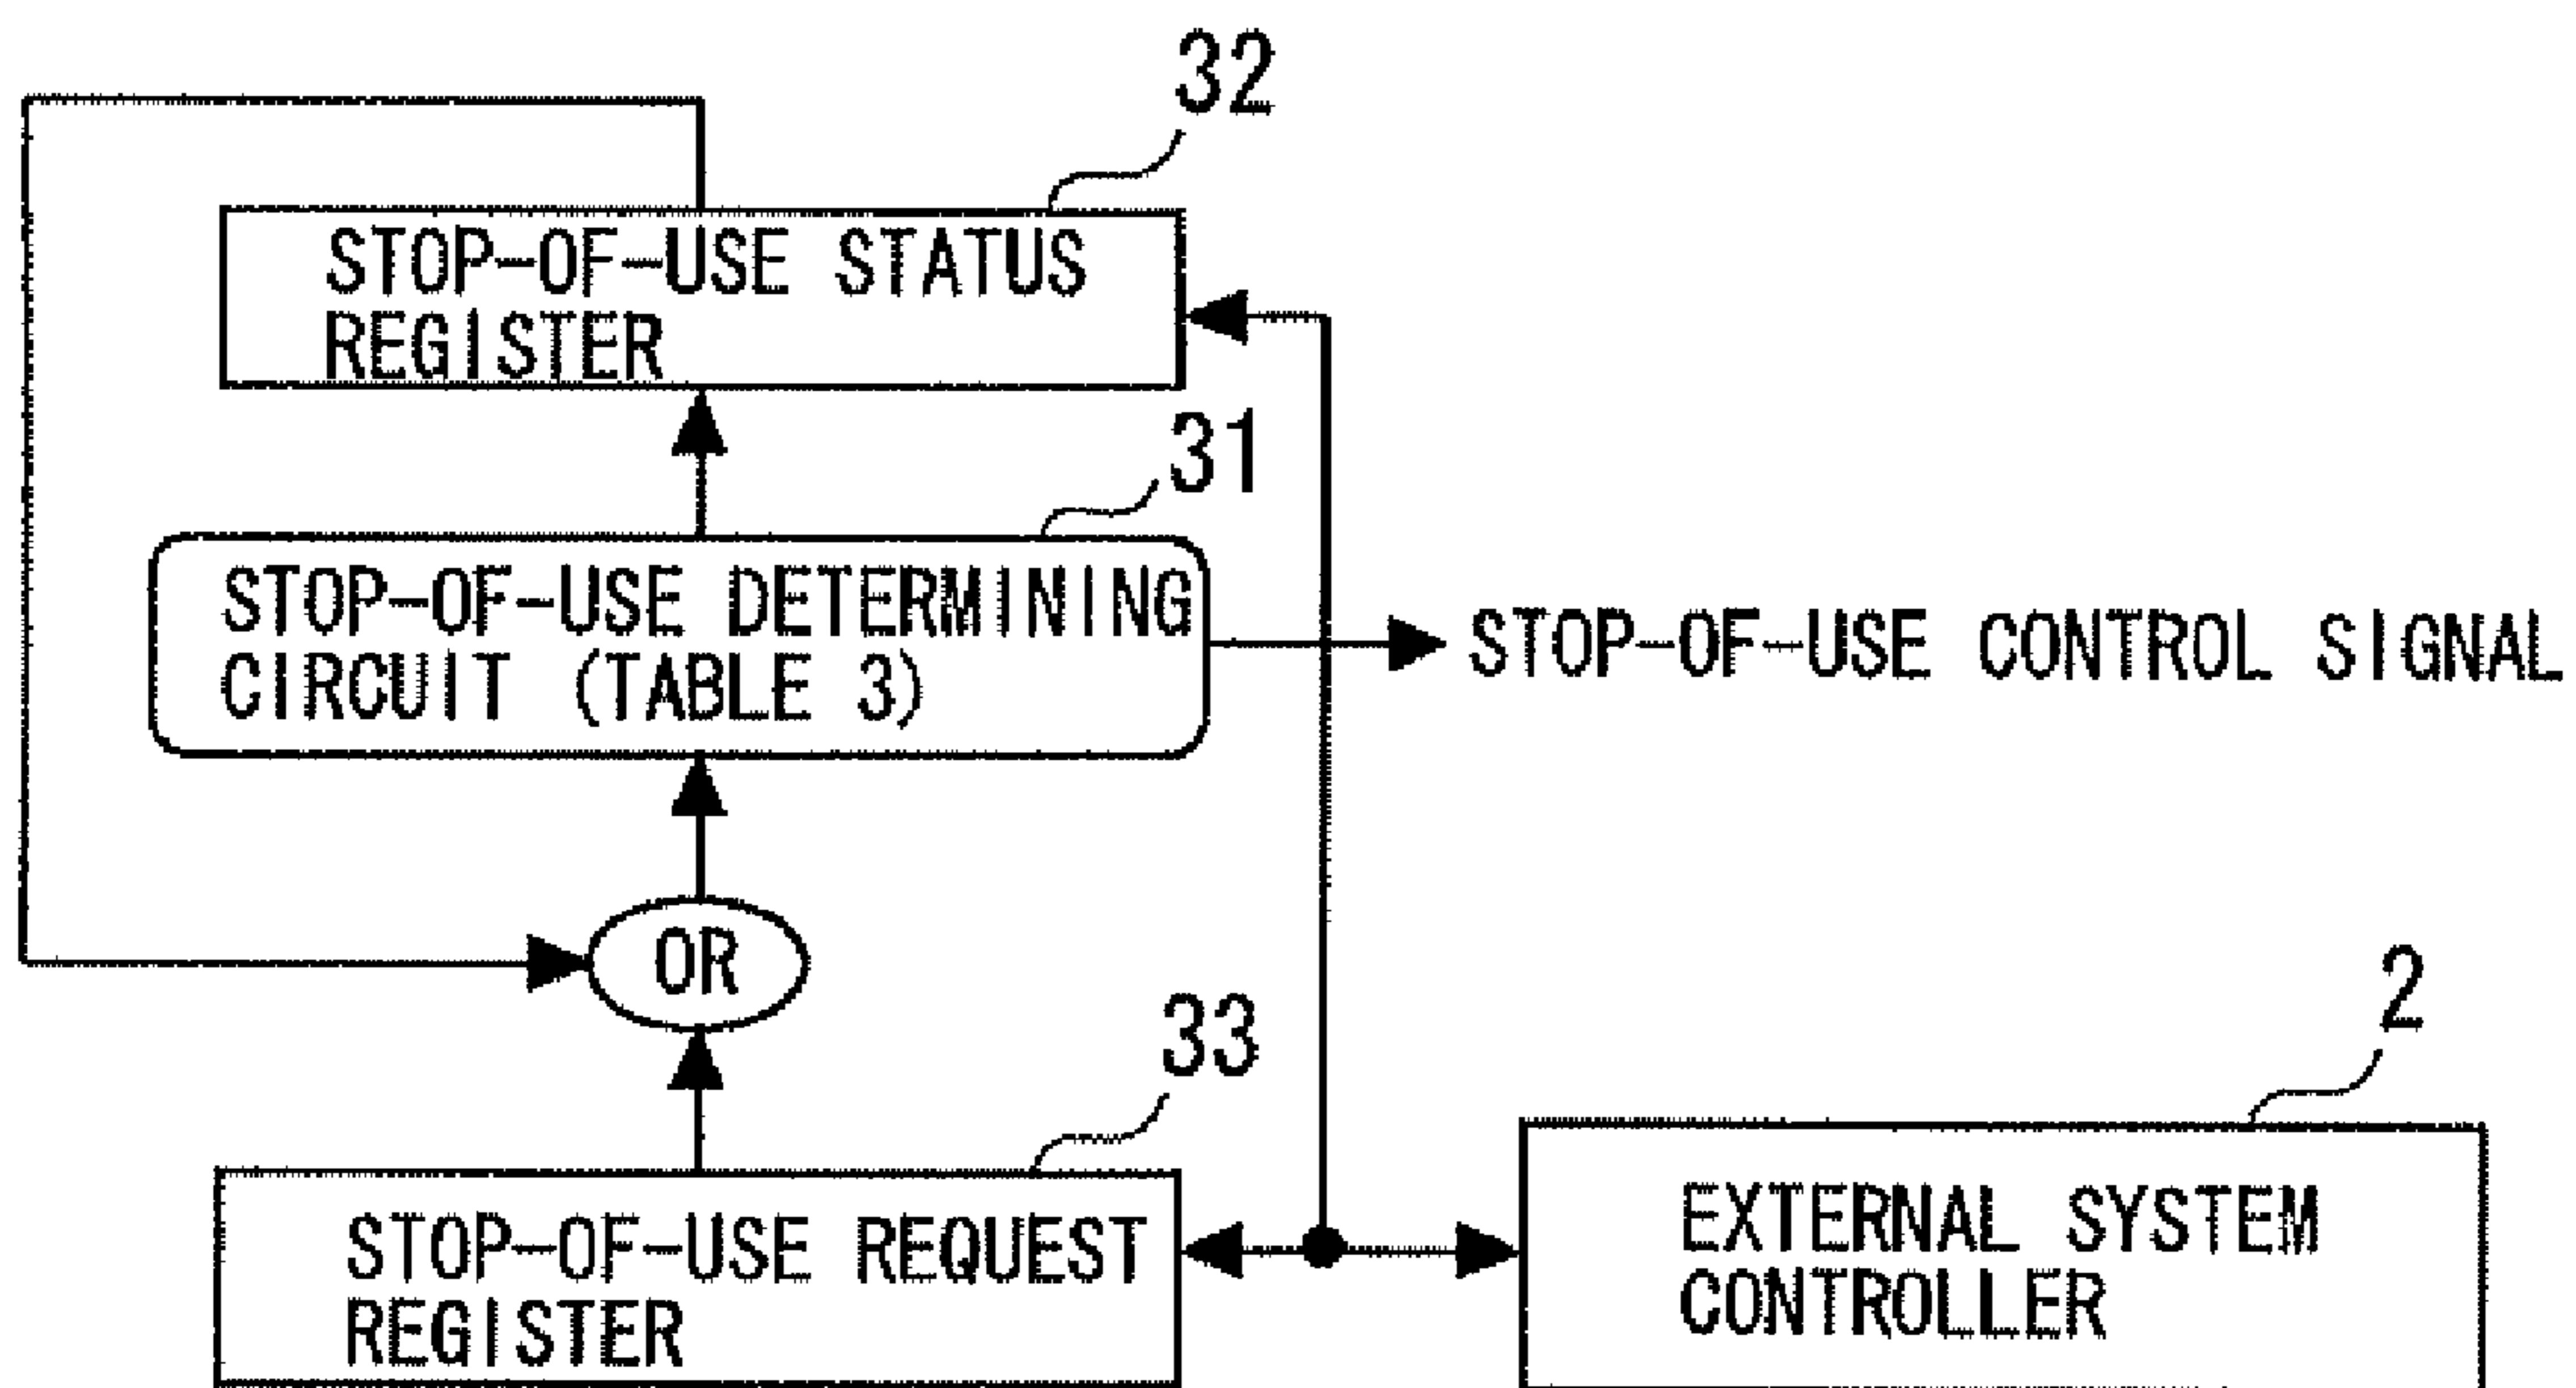 32
STOP-OF-USE STATUS
REGISTER
31
STOP-OF-USE DETERMINING
CIRCUIT (TABLE 3)
STOP-OF-USE CONTROL SIGNAL
OR
33
2
STOP-OF-USE REQUEST
REGISTER
EXTERNAL SYSTEM
CONTROLLER